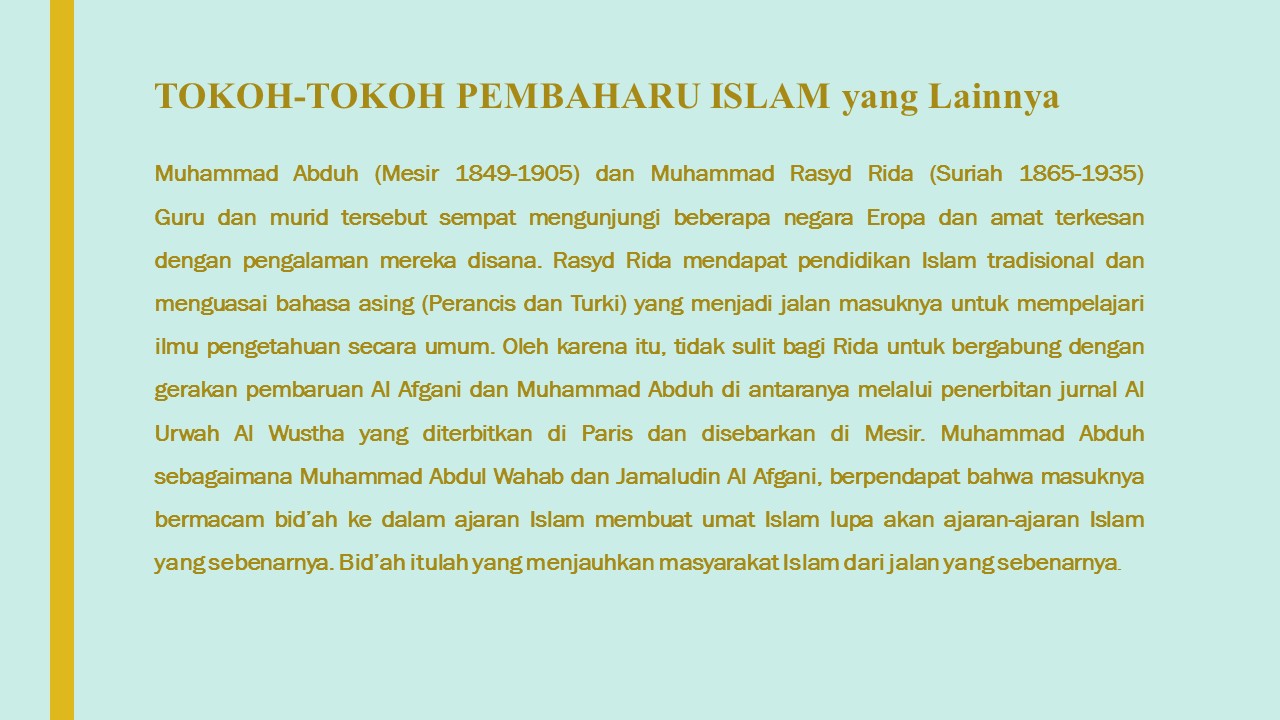 TOKOH-TOKOH PEMBAHARU ISLAM yang Lainnya
Muhammad Abduh (Mesir 1849-1905) dan Muhammad Rasyd Rida (Suriah 1865-1935)
Guru dan murid tersebut sempat mengunjungi beberapa negara Eropa dan amat terkesan
dengan pengalaman mereka disana. Rasyd Rida mendapat pendidikan Islam tradisional dan
menguasai bahasa asing (Perancis dan Turki) yang menjadi jalan masuknya untuk mempelajari
ilmu pengetahuan secara umum. Oleh karena itu, tidak sulit bagi Rida untuk bergabung dengan
gerakan pembaruan Al Afgani dan Muhammad Abduh di antaranya melalui penerbitan jurnal Al
Urwah Al Wustha yang diterbitkan di Paris dan disebarkan di Mesir. Muhammad Abduh
sebagaimana Muhammad Abdul Wahab dan Jamaludin Al Afgani, berpendapat bahwa masuknya
bermacam bid’ah ke dalam ajaran Islam membuat umat Islam lupa akan ajaran-ajaran Islam
yang sebenarnya. Bid’ah itulah yang menjauhkan masyarakat Islam dari jalan yang sebenarnya.